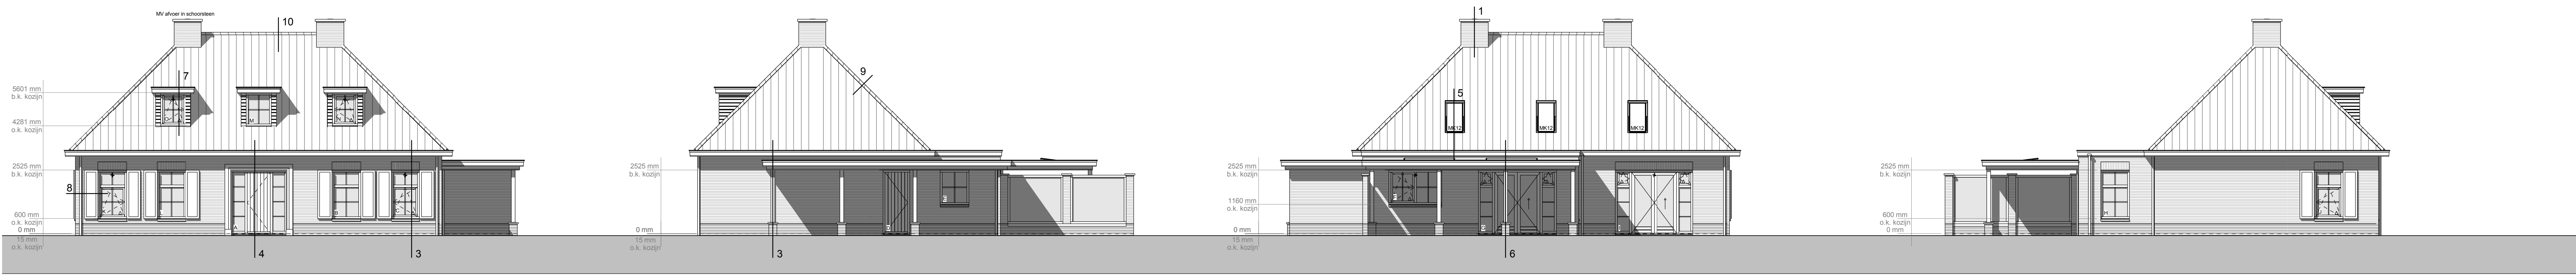 MV afvoer in schoorsteen
10
7
5601 mm
b.k. kozijn
4281 mm
o.k. kozijn
2525 mm
b.k. kozijn
8
600 mm
o.k. kozijn
0 mm
15 mm
o.k. kozijn
M
N
A
4
3
9
2525 mm
b.k. kozijn
0 mm
15 mm
o.k. kozijn
3
1
5
MK12
MK12
MK12
2525 mm
b.k. kozijn
1160 mm
o.k. kozijn
0 mm
15 mm
o.k. kozijn
G
6
2525 mm
b.k. kozijn
600 mm
o.k. kozijn
0 mm
H